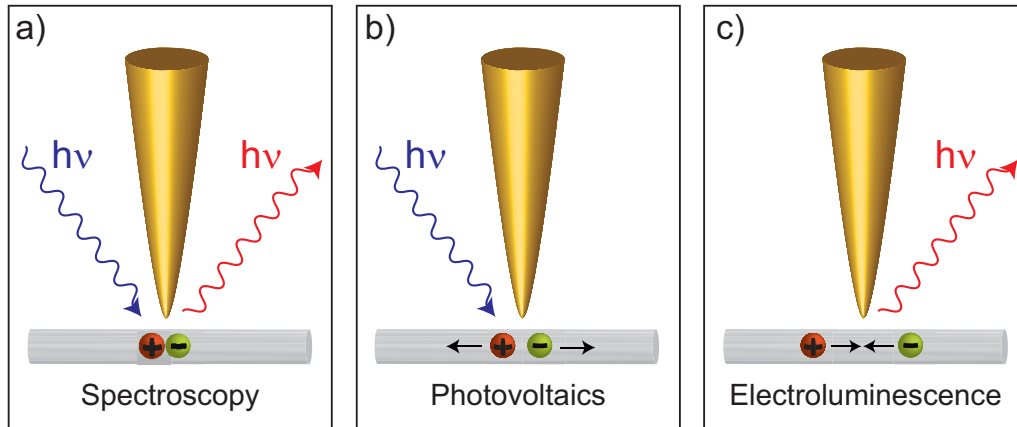 a)
hν
hν
+
-
Spectroscopy
b)
hν
+
-
Photovoltaics
c)
hν
+
-
Electroluminescence